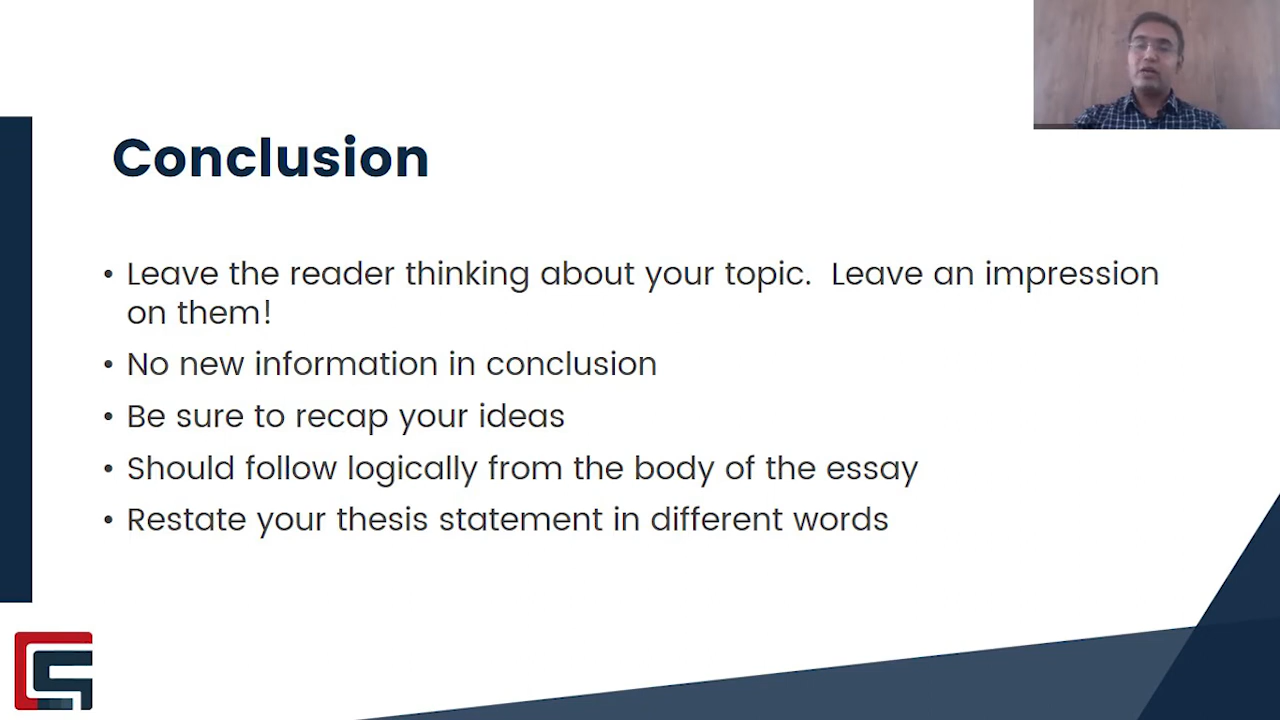 Conclusion
• Leave the reader thinking about your topic.  Leave an impression
on them!
• No new information in conclusion
• Be sure to recap your ideas
• Should follow logically from the body of the essay
• Restate your thesis statement in different words